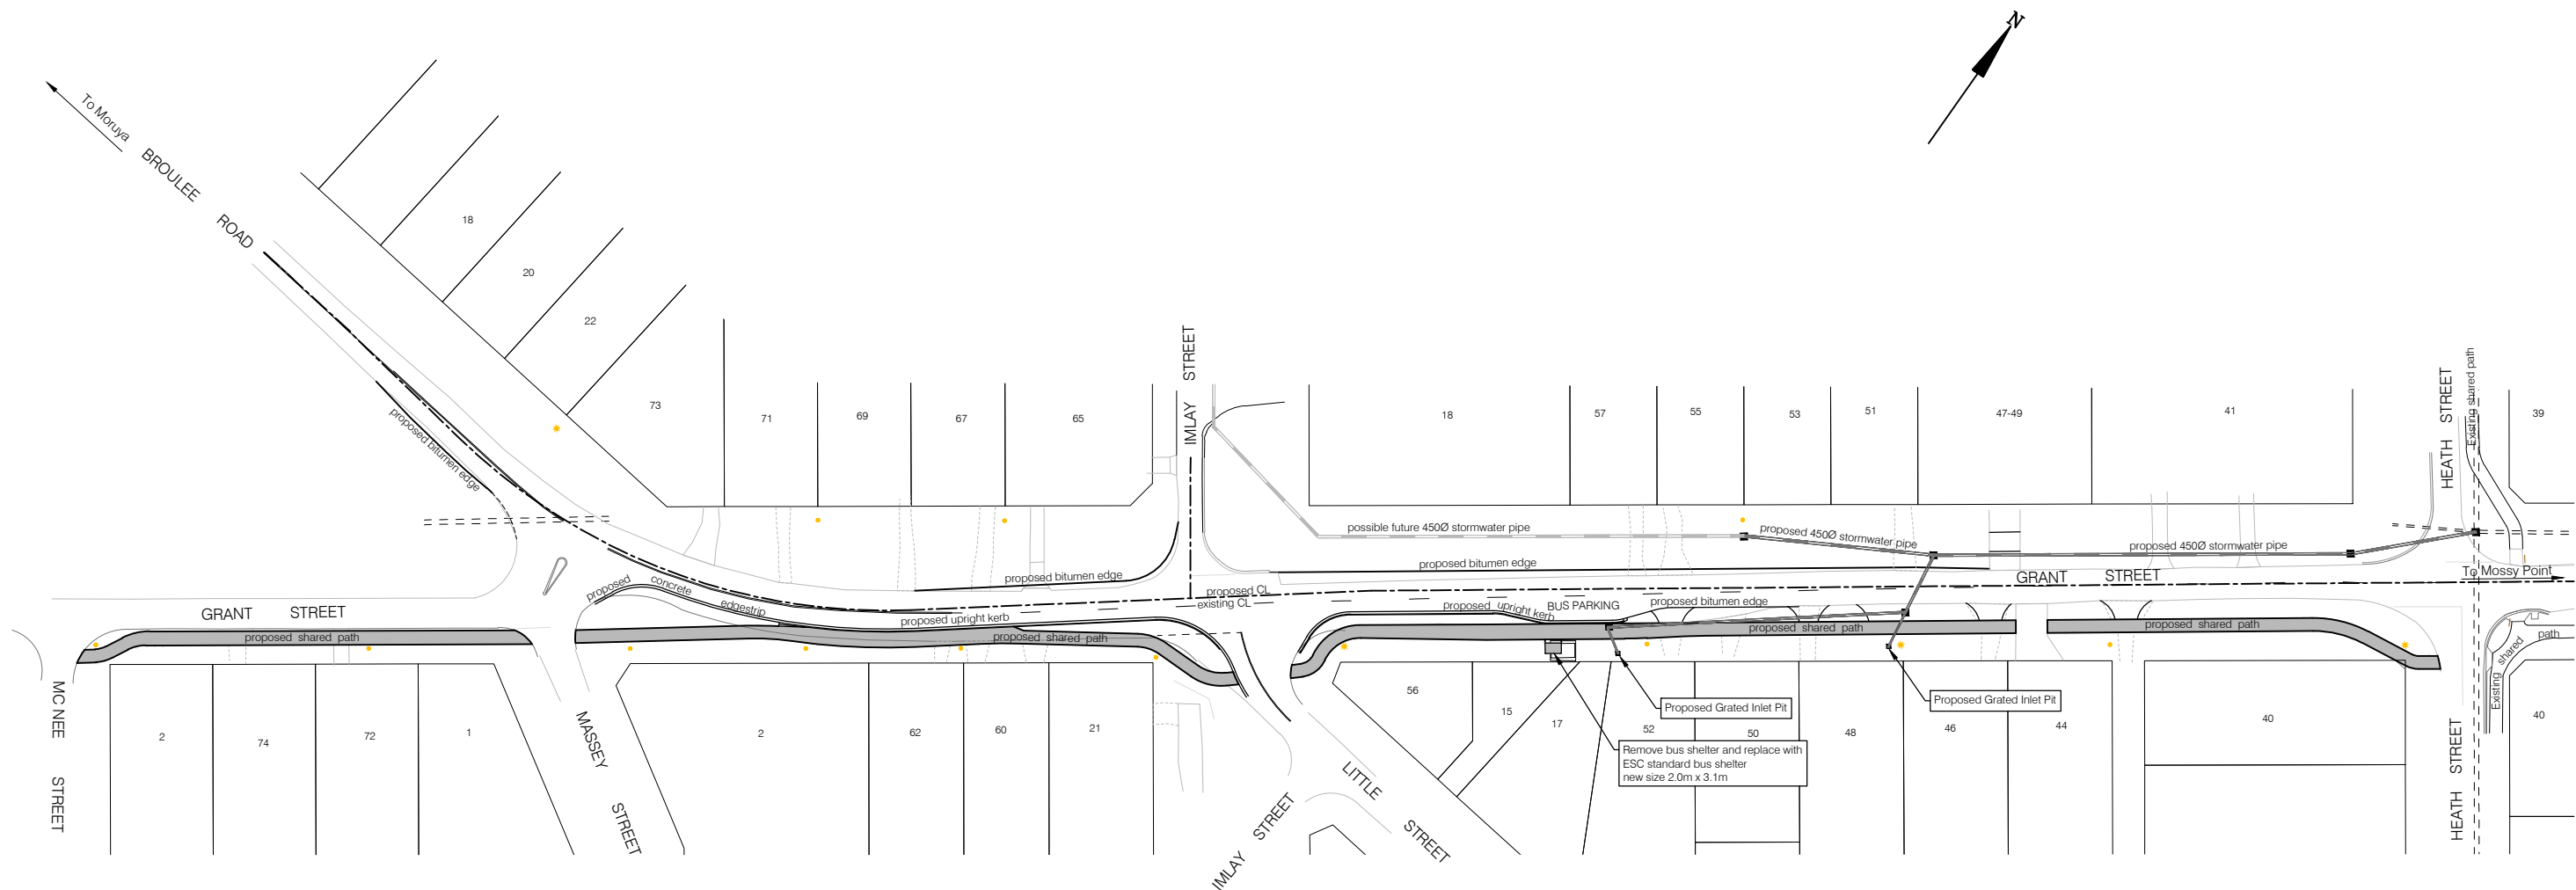 N
To Moruya
BROULEE ROAD
18
20
22
73
71
69
67
65
IMLAY STREET
18
57
55
53
51
47-49
41
HEATH STREET
Existing shared path
39
proposed bitumen edge
possible future 450Ø stormwater pipe
proposed 450Ø stormwater pipe
proposed 450Ø stormwater pipe
proposed bitumen edge
proposed bitumen edge
To Mossy Point
GRANT STREET
proposed CL
existing CL
proposed concrete edgestrip
proposed upright kerb
proposed upright kerb
BUS PARKING
proposed bitumen edge
GRANT STREET
proposed shared path
proposed shared path
proposed shared path
proposed shared path
Existing shared path
MC NEE STREET
2
74
72
1
MASSEY STREET
2
62
60
21
IMLAY STREET
LITTLE STREET
56
15
17
52
50
48
46
44
40
HEATH STREET
40
Proposed Grated Inlet Pit
Proposed Grated Inlet Pit
Remove bus shelter and replace with
ESC standard bus shelter
new size 2.0m x 3.1m